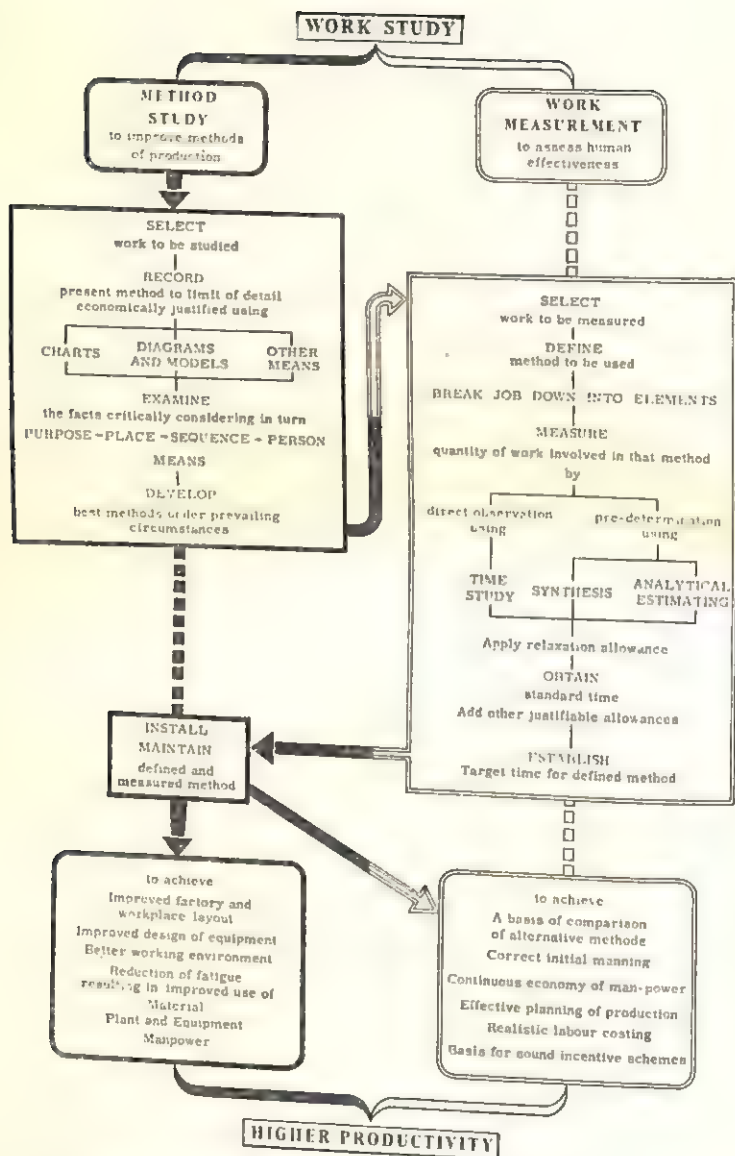 WORK STUDY
METHOD
STUDY
to improve methods
of production
SELECT
work to be studied
RECORD
present method to limit of detail
economically justified using
CHARTS
DIAGRAMS
AND MODELS
OTHER
MEANS
EXAMINE
the facts critically considering in turn
PURPOSE-PLACE-SEQUENCE-PERSON
MEANS
DEVELOP
best methods under prevailing
circumstances
WORK
MEASUREMENT
to assess human
effectiveness
SELECT
work to be measured
DEFINE
method to be used
BREAK JOB DOWN INTO ELEMENTS
MEASURE
quantity of work involved in that method
by
direct observation
using
pre-determination
using
TIME
STUDY
SYNTHESIS
ANALYTICAL
ESTIMATING
Apply relaxation allowance
OBTAIN
standard time
Add other justifiable allowances
ESTABLISH
Target time for defined method
INSTALL
MAINTAIN
defined and
measured method
to achieve
Improved factory and
workplace layout
Improved design of equipment
Better working environment
Reduction of fatigue
resulting in improved use of
Material
Plant and Equipment
Manpower
to achieve
A basis of comparison
of alternative methods
Correct initial manning
Continuous economy of man-power
Effective planning of production
Realistic labour costing
Basis for sound incentive schemes
HIGHER PRODUCTIVITY